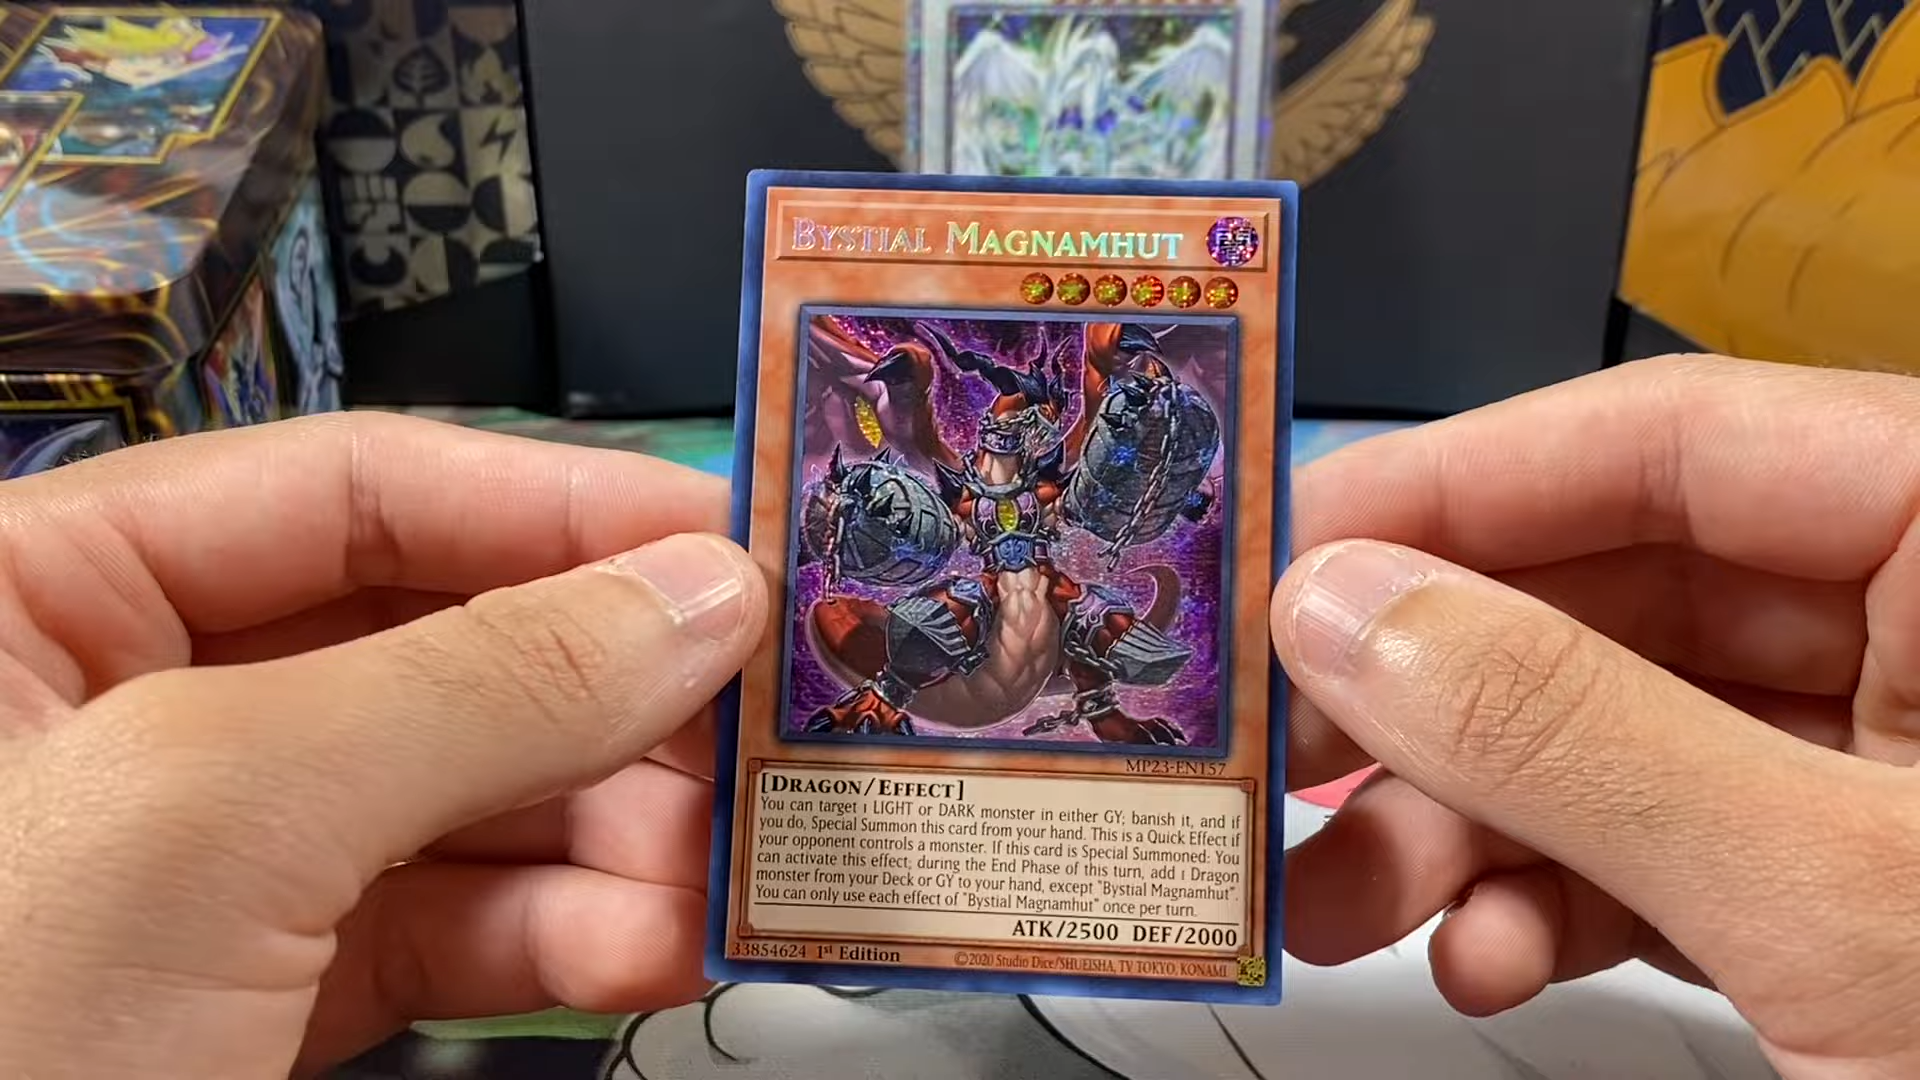 BYSTIAL MAGNAMHUT
MP23-EN157
[DRAGON/EFFECT]
You can target 1 LIGHT or DARK monster in either GY; banish it, and if
you do, Special Summon this card from your hand. This is a Quick Effect if
your opponent controls a monster. If this card is Special Summoned: You
can activate this effect; during the End Phase of this turn, add 1 Dragon
monster from your Deck or GY to your hand, except "Bystial Magnamhut".
You can only use each effect of "Bystial Magnamhut" once per turn.
ATK/2500 DEF/2000
33854624 1st Edition ©2020 Studio Dice/SHUEISHA, TV TOKYO, KONAMI